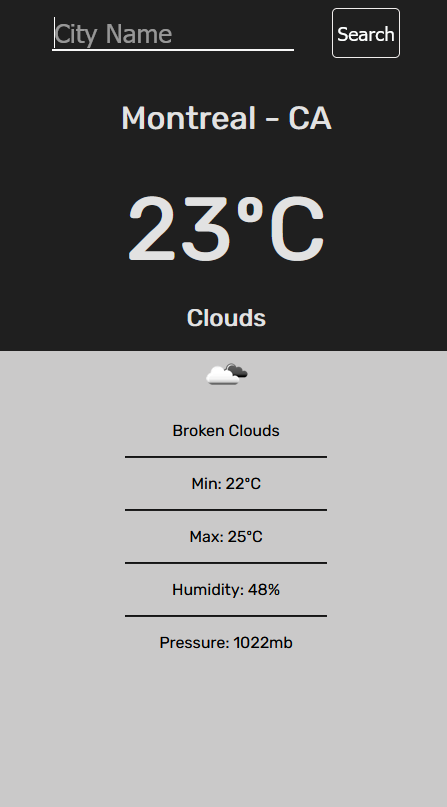 City Name
Search
Montreal - CA
23°C
Clouds
Broken Clouds
Min: 22°C
Max: 25°C
Humidity: 48%
Pressure: 1022mb